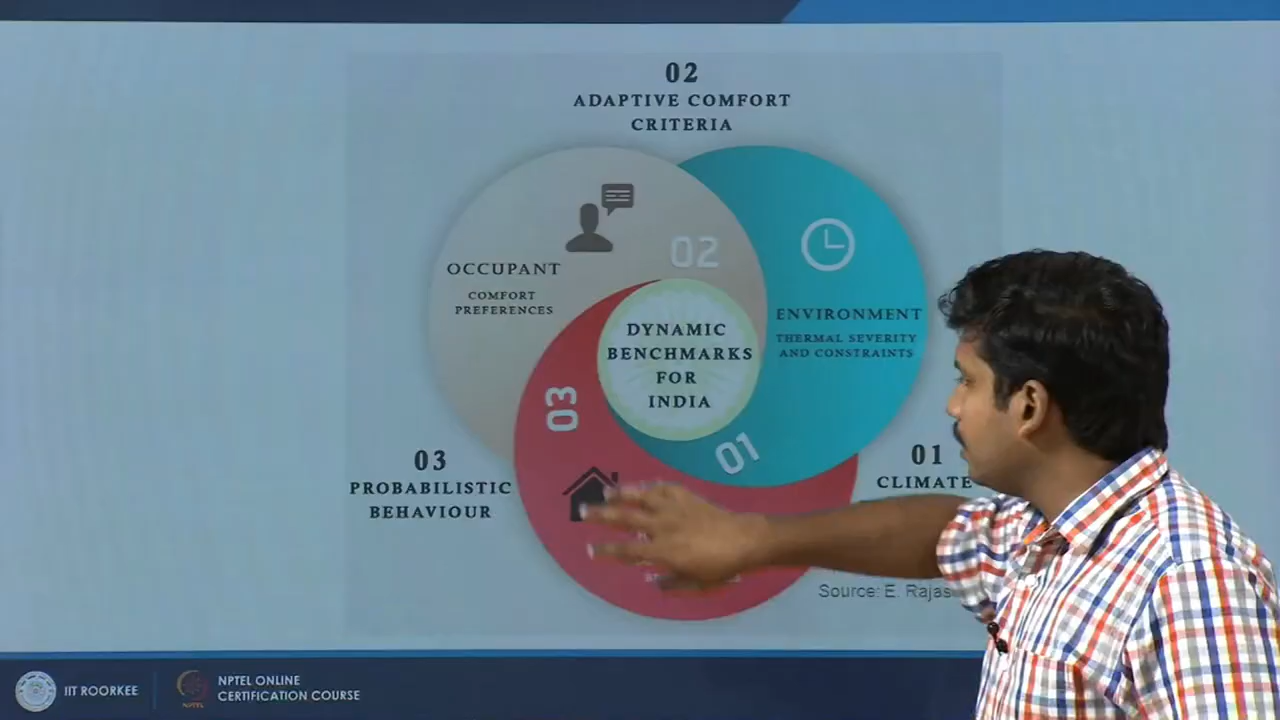 02
ADAPTIVE COMFORT
CRITERIA
OCCUPANT
COMFORT
PREFERENCES
02
ENVIRONMENT
THERMAL SEVERITY
AND CONSTRAINTS
DYNAMIC
BENCHMARKS
FOR
INDIA
03
01
03
PROBABILISTIC
BEHAVIOUR
01
CLIMATE
Source: E. Rajas
IIT ROORKEE
NPTEL ONLINE
CERTIFICATION COURSE
NPTEL